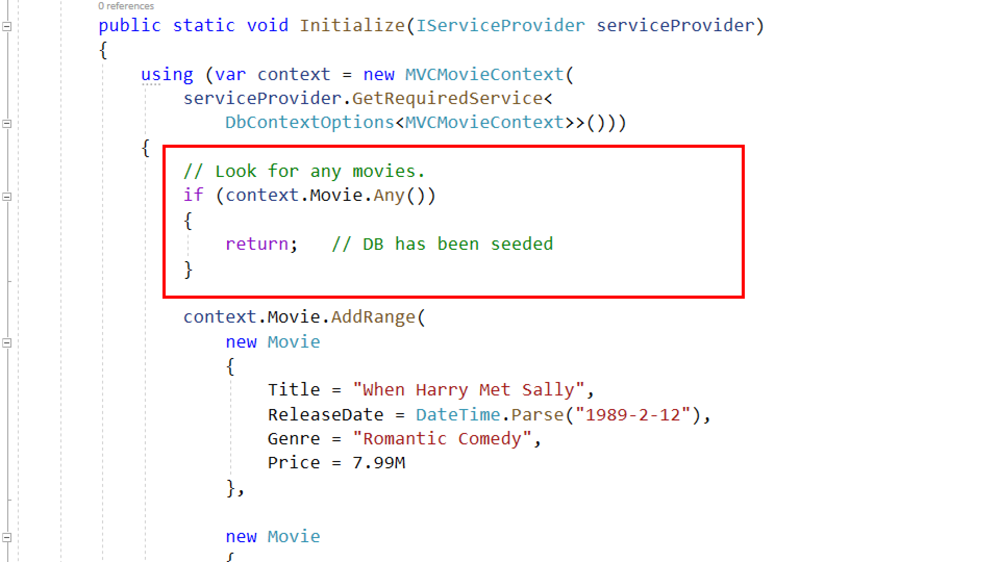 0 references
public static void Initialize(IServiceProvider serviceProvider)
{
using (var context = new MVCMovieContext(
serviceProvider.GetRequiredService<
DbContextOptions<MVCMovieContext>>()))
{
// Look for any movies.
if (context.Movie.Any())
{
return;   // DB has been seeded
}
context.Movie.AddRange(
new Movie
{
Title = "When Harry Met Sally",
ReleaseDate = DateTime.Parse("1989-2-12"),
Genre = "Romantic Comedy",
Price = 7.99M
},
new Movie
{